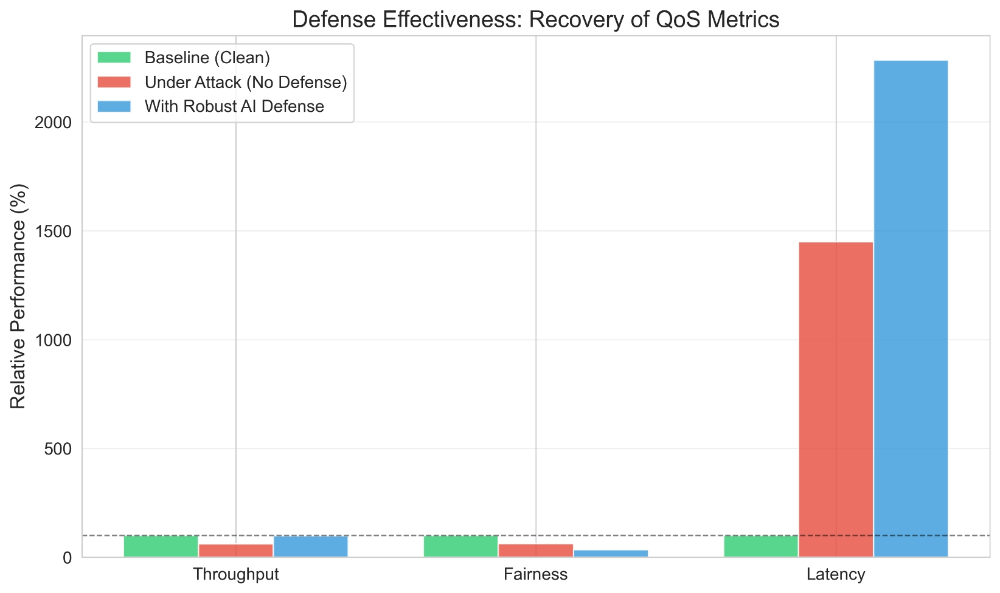 Defense Effectiveness: Recovery of QoS Metrics
Baseline (Clean)
Under Attack (No Defense)
With Robust AI Defense
Relative Performance (%)
2000
1500
1000
500
0
Throughput
Fairness
Latency